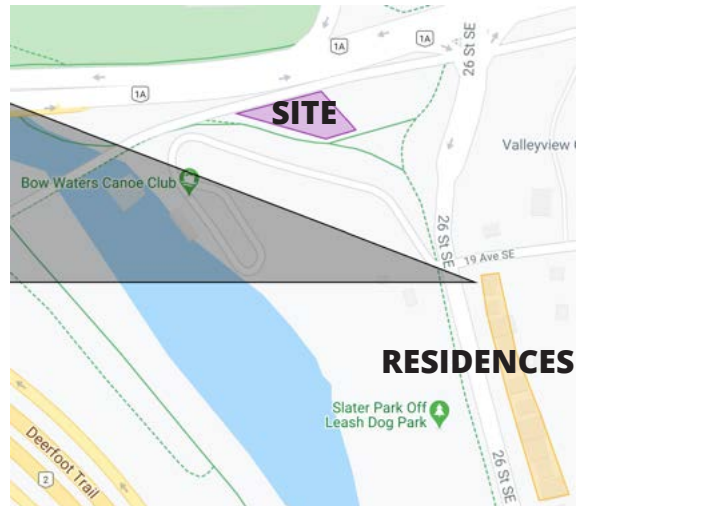 1A
1A
26 St SE
1A
SITE
Valleyview
Bow Waters Canoe Club
26 St SE
19 Ave SE
RESIDENCES
Slater Park Off
Leash Dog Park
Deerfoot Trail
2
26 St SE